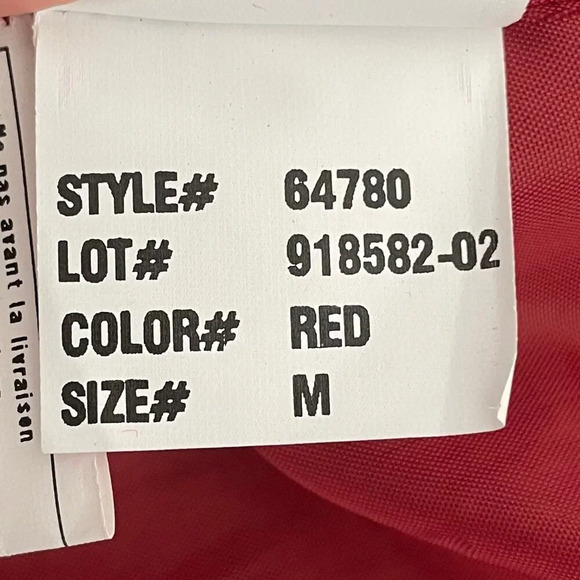 STYLE# 64780
LOT# 918582-02
COLOR# RED
SIZE# M
pas avant la livraison